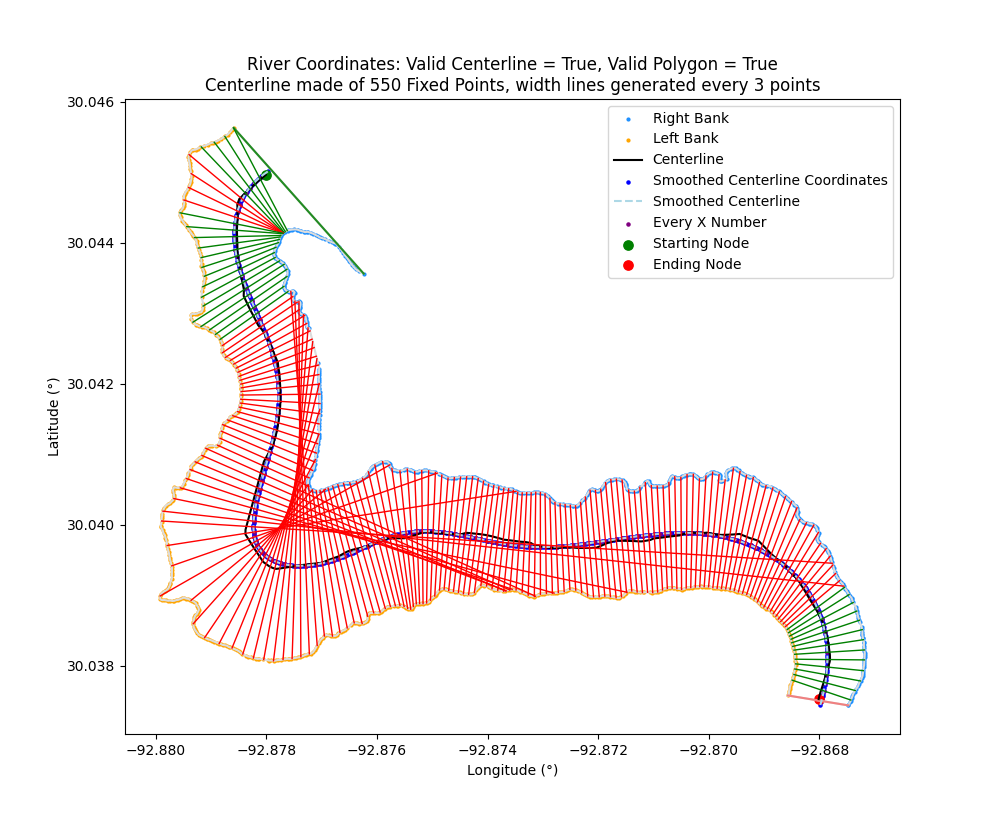 River Coordinates: Valid Centerline = True, Valid Polygon = True
Centerline made of 550 Fixed Points, width lines generated every 3 points
30.046
30.044
30.042
30.040
30.038
Latitude (°)
Right Bank
Left Bank
Centerline
Smoothed Centerline Coordinates
Smoothed Centerline
Every X Number
Starting Node
Ending Node
−92.880
−92.878
−92.876
−92.874
−92.872
−92.870
−92.868
Longitude (°)